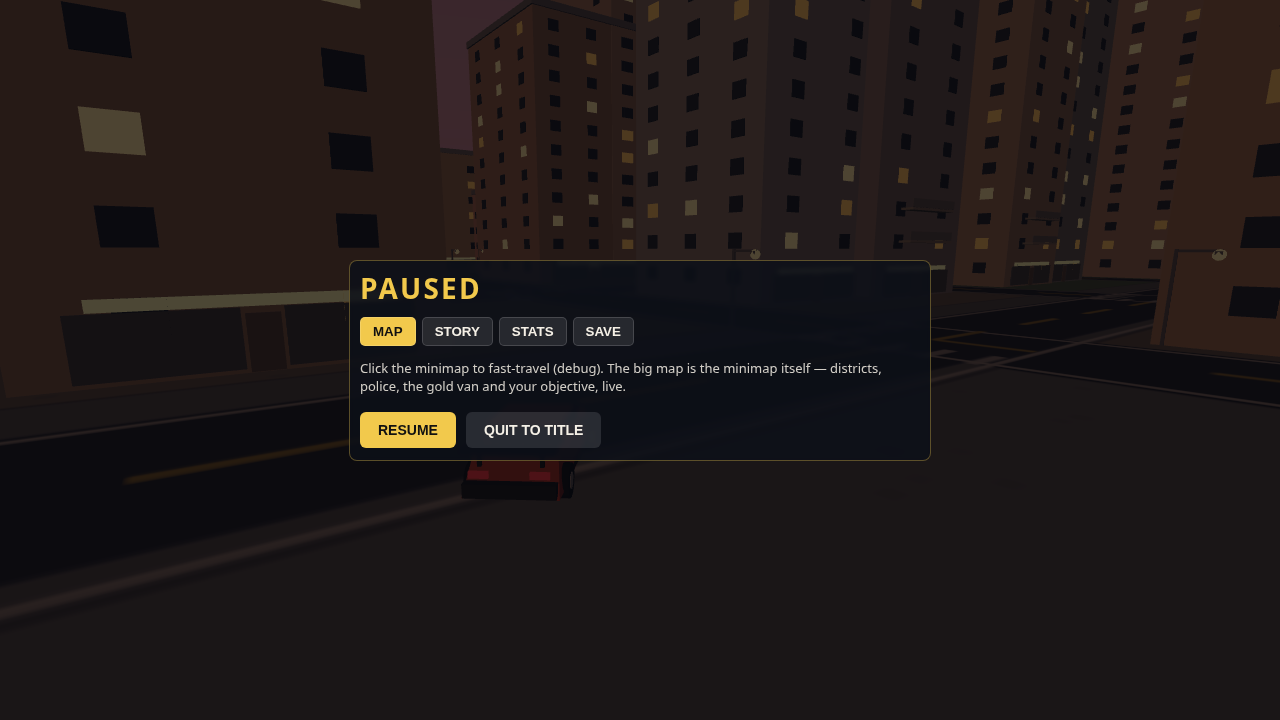 PAUSED
MAP STORY STATS SAVE
Click the minimap to fast-travel (debug). The big map is the minimap itself — districts,
police, the gold van and your objective, live.
RESUME QUIT TO TITLE